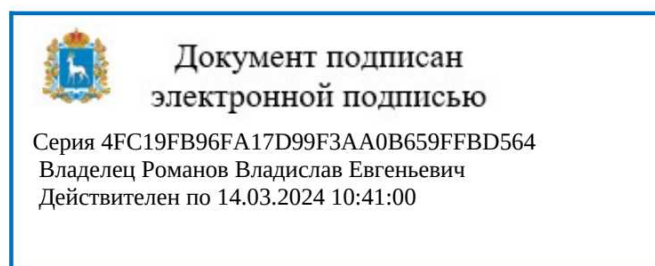 Документ подписан
электронной подписью
Серия 4FC19FB96FA17D99F3AA0B659FFBD564
Владелец Романов Владислав Евгеньевич
Действителен по 14.03.2024 10:41:00